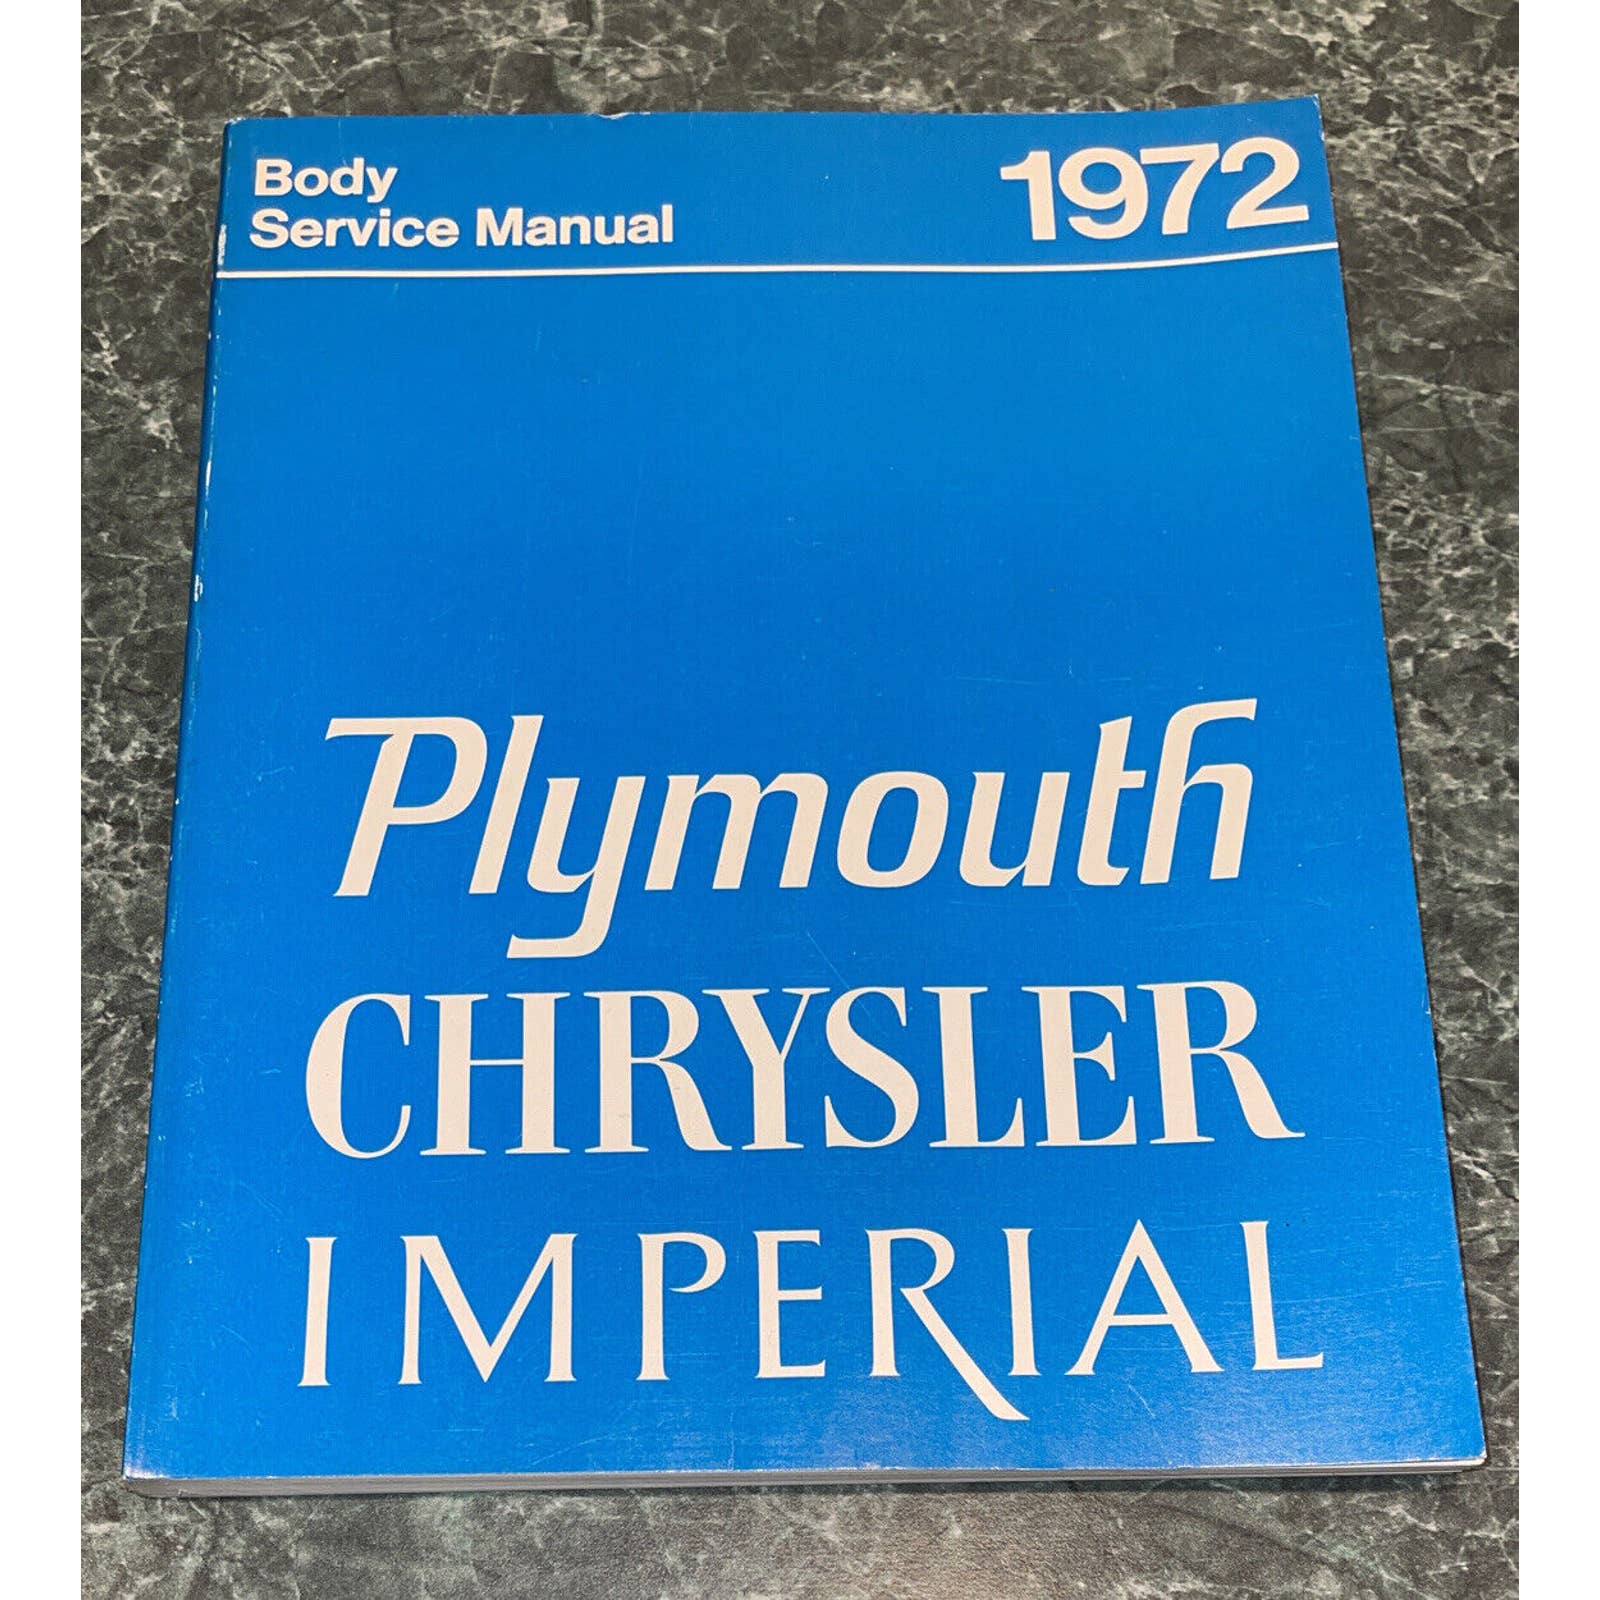 Body
Service Manual
1972
Plymouth
CHRYSLER
IMPERIAL